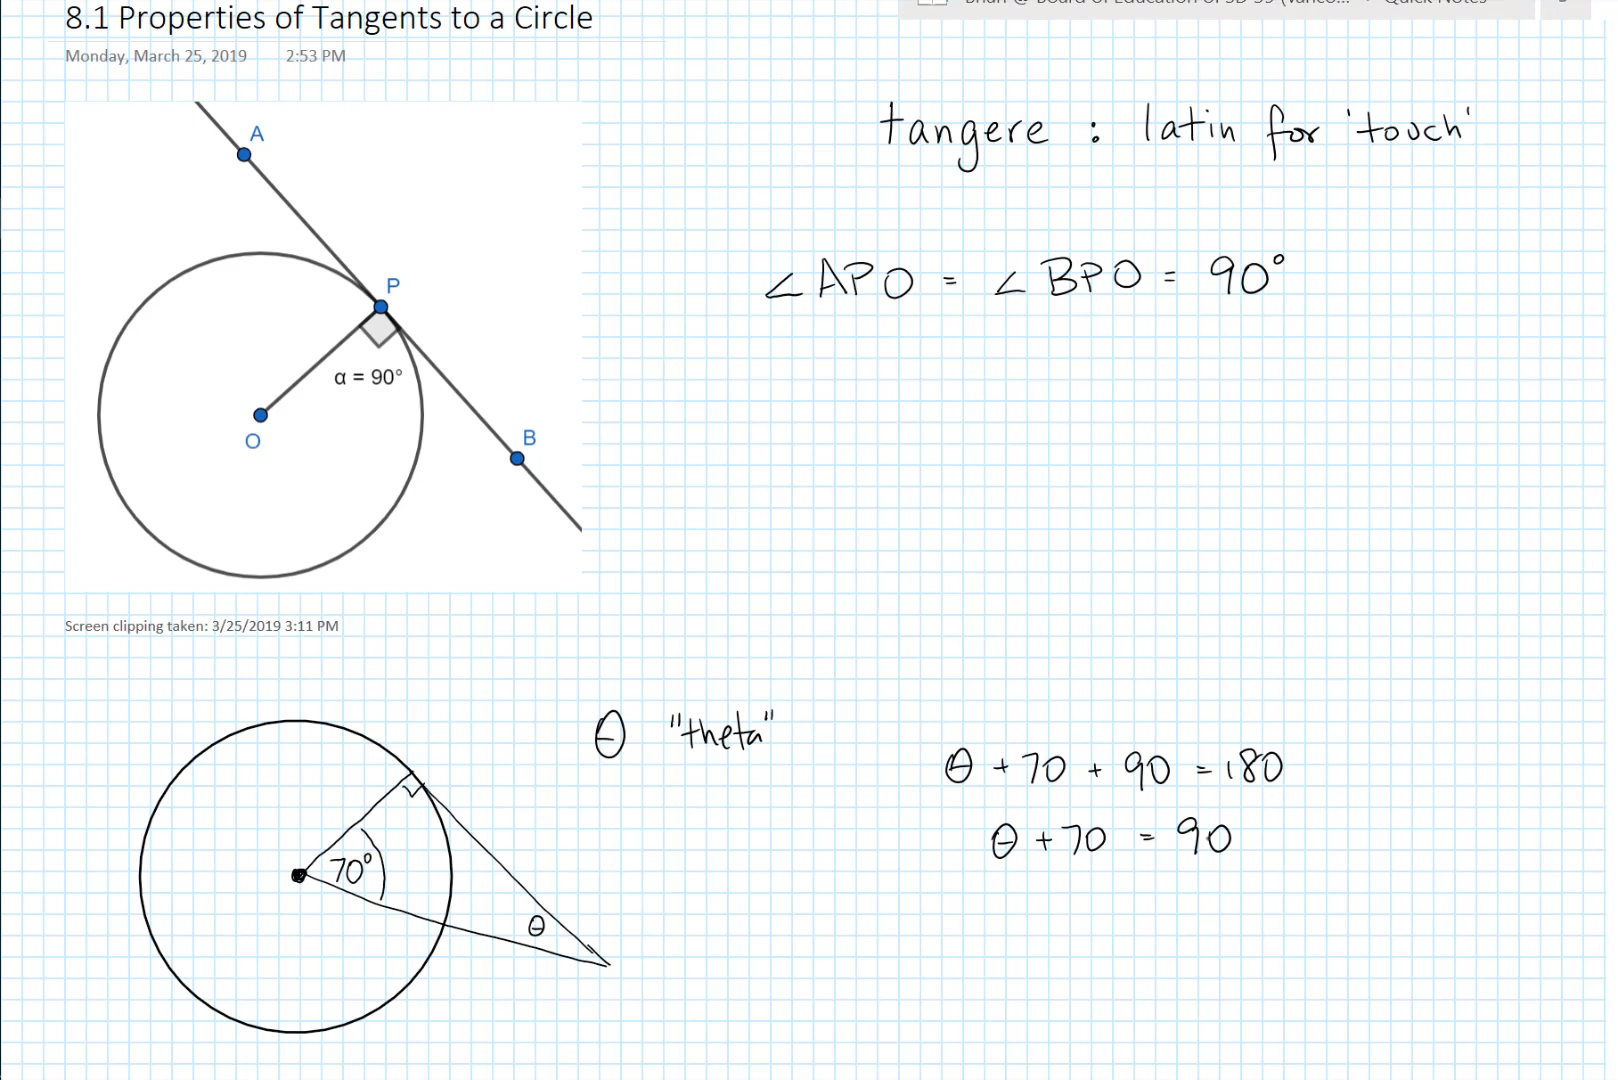 8.1 Properties of Tangents to a Circle
Monday, March 25, 2019 2:53 PM
A
P
α = 90°
O
B
tangere : latin for 'touch'
∠APO = ∠BPO = 90°
Screen clipping taken: 3/25/2019 3:11 PM
θ "theta"
70°
θ
θ + 70 + 90 = 180
θ + 70 = 90